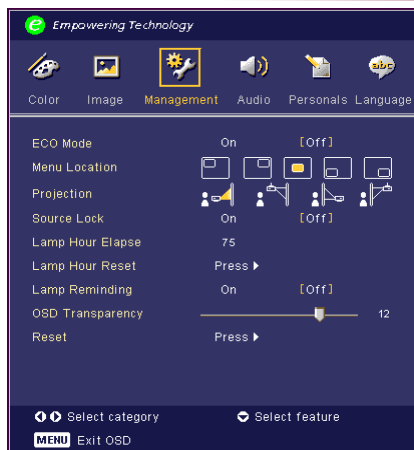 e Empowering Technology
Color Image Management Audio Personals Language
ECO Mode On [Off]
Menu Location
Projection
Source Lock On [Off]
Lamp Hour Elapse 75
Lamp Hour Reset Press
Lamp Reminding On [Off]
OSD Transparency 12
Reset Press
Select category Select feature
MENU Exit OSD